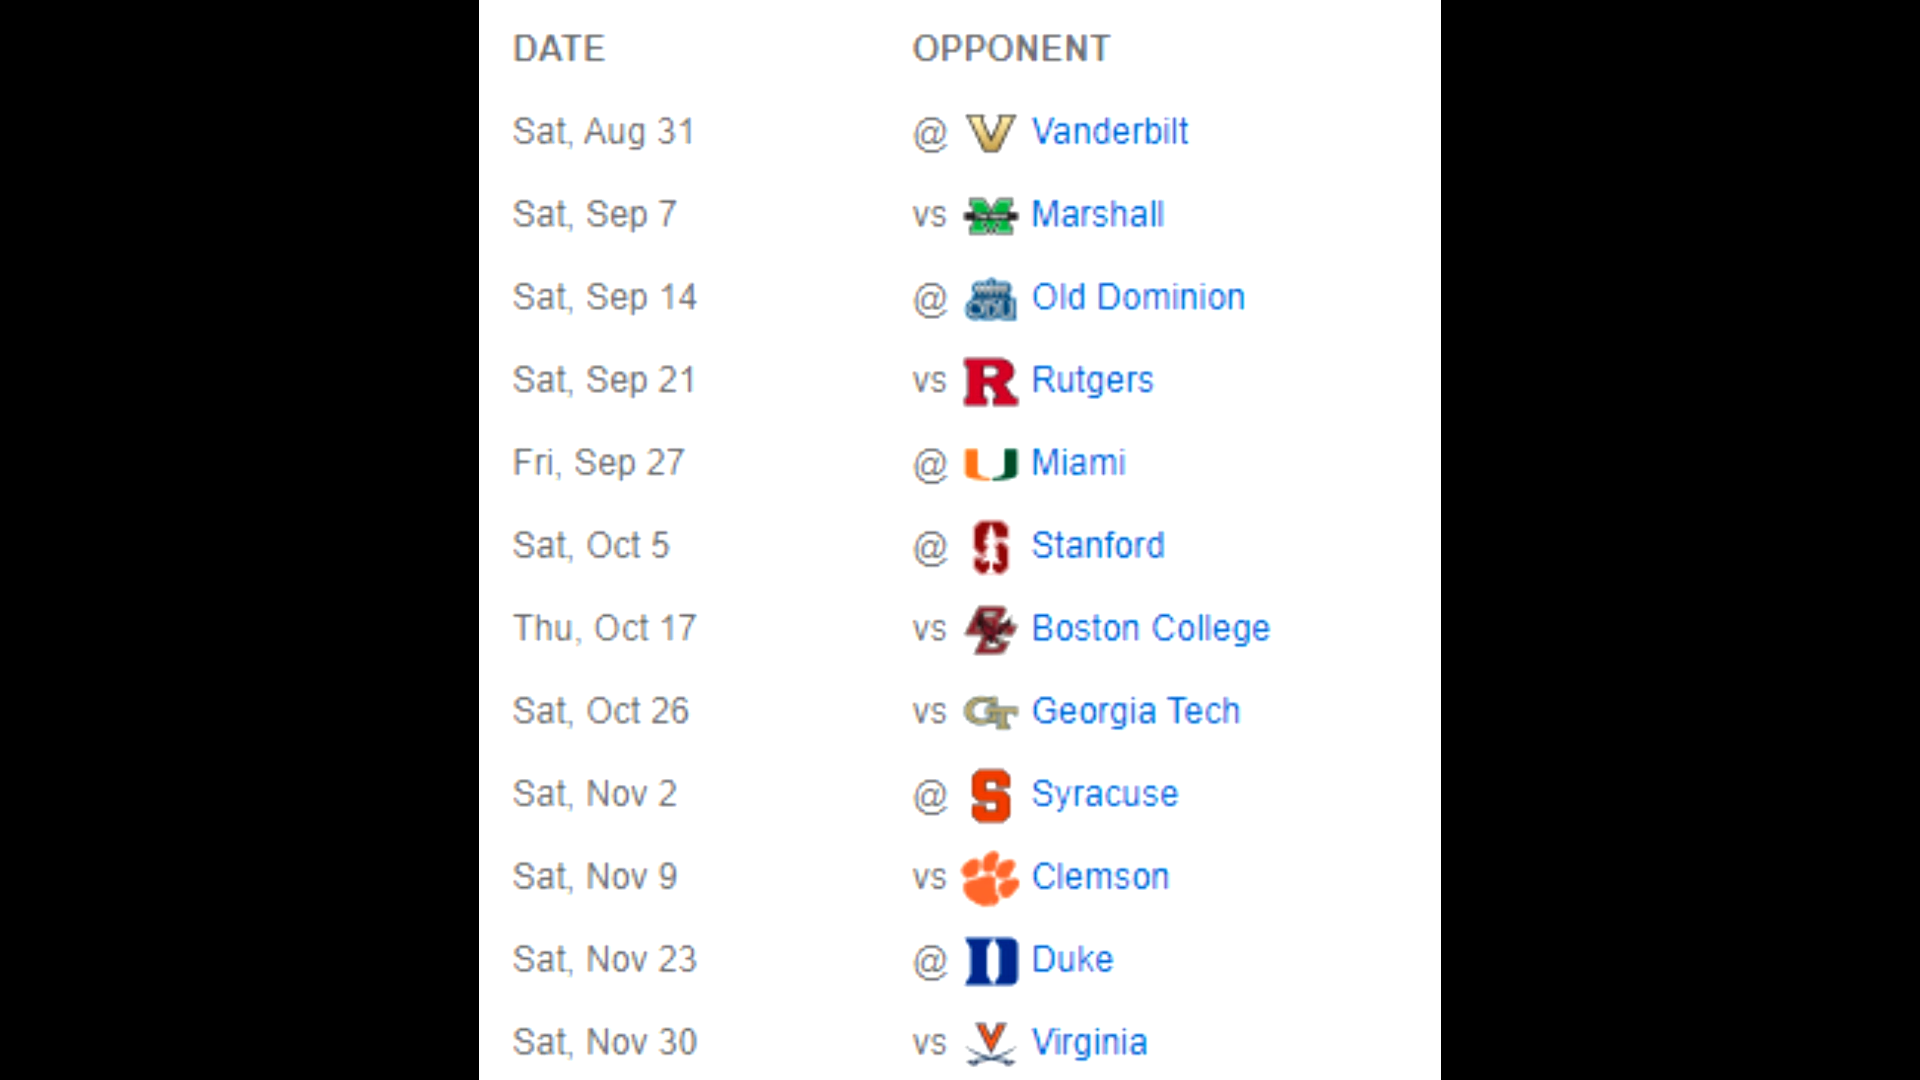 DATE OPPONENT
Sat, Aug 31 @ Vanderbilt
Sat, Sep 7 vs Marshall
Sat, Sep 14 @ Old Dominion
Sat, Sep 21 vs Rutgers
Fri, Sep 27 @ Miami
Sat, Oct 5 @ Stanford
Thu, Oct 17 vs Boston College
Sat, Oct 26 vs Georgia Tech
Sat, Nov 2 @ Syracuse
Sat, Nov 9 vs Clemson
Sat, Nov 23 @ Duke
Sat, Nov 30 vs Virginia